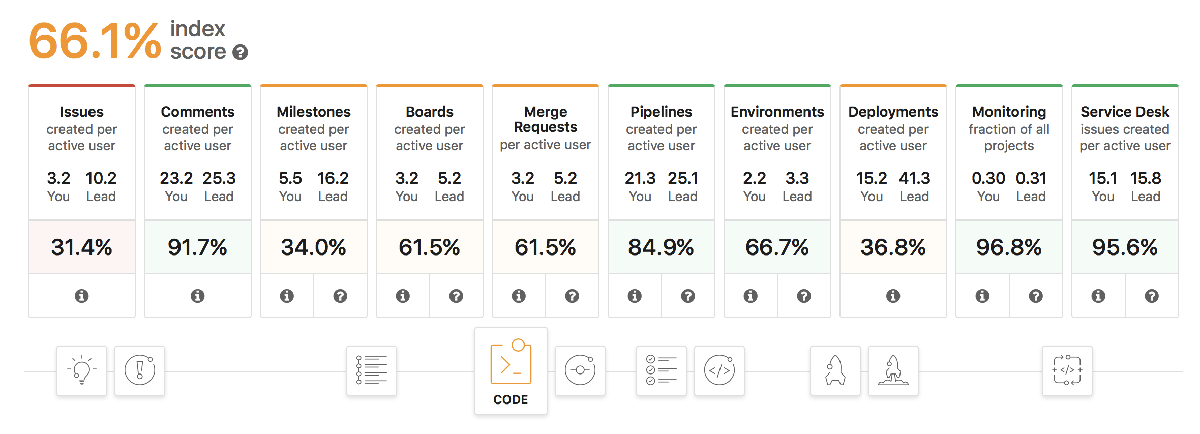 66.1% index
score ?
Issues
created per
active user
3.2 10.2
You Lead
31.4%
Comments
created per
active user
23.2 25.3
You Lead
91.7%
Milestones
created per
active user
5.5 16.2
You Lead
34.0%
Boards
created per
active user
3.2 5.2
You Lead
61.5%
Merge
Requests
per active user
3.2 5.2
You Lead
61.5%
Pipelines
created per
active user
21.3 25.1
You Lead
84.9%
Environments
created per
active user
2.2 3.3
You Lead
66.7%
Deployments
created per
active user
15.2 41.3
You Lead
36.8%
Monitoring
fraction of all
projects
0.30 0.31
You Lead
96.8%
Service Desk
issues created
per active user
15.1 15.8
You Lead
95.6%
CODE